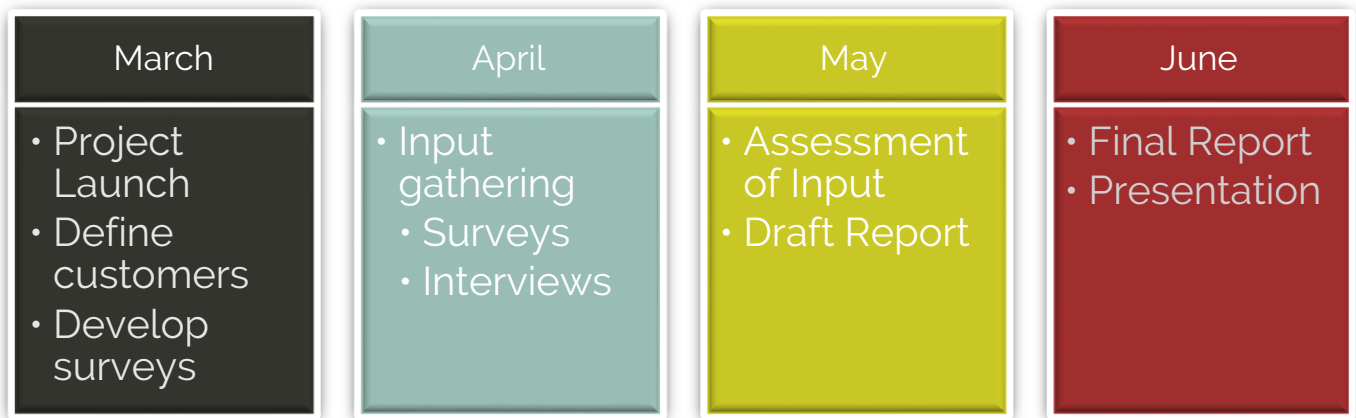 March
• Project
Launch
• Define
customers
• Develop
surveys
April
• Input
gathering
• Surveys
• Interviews
May
• Assessment
of Input
• Draft Report
June
• Final Report
• Presentation